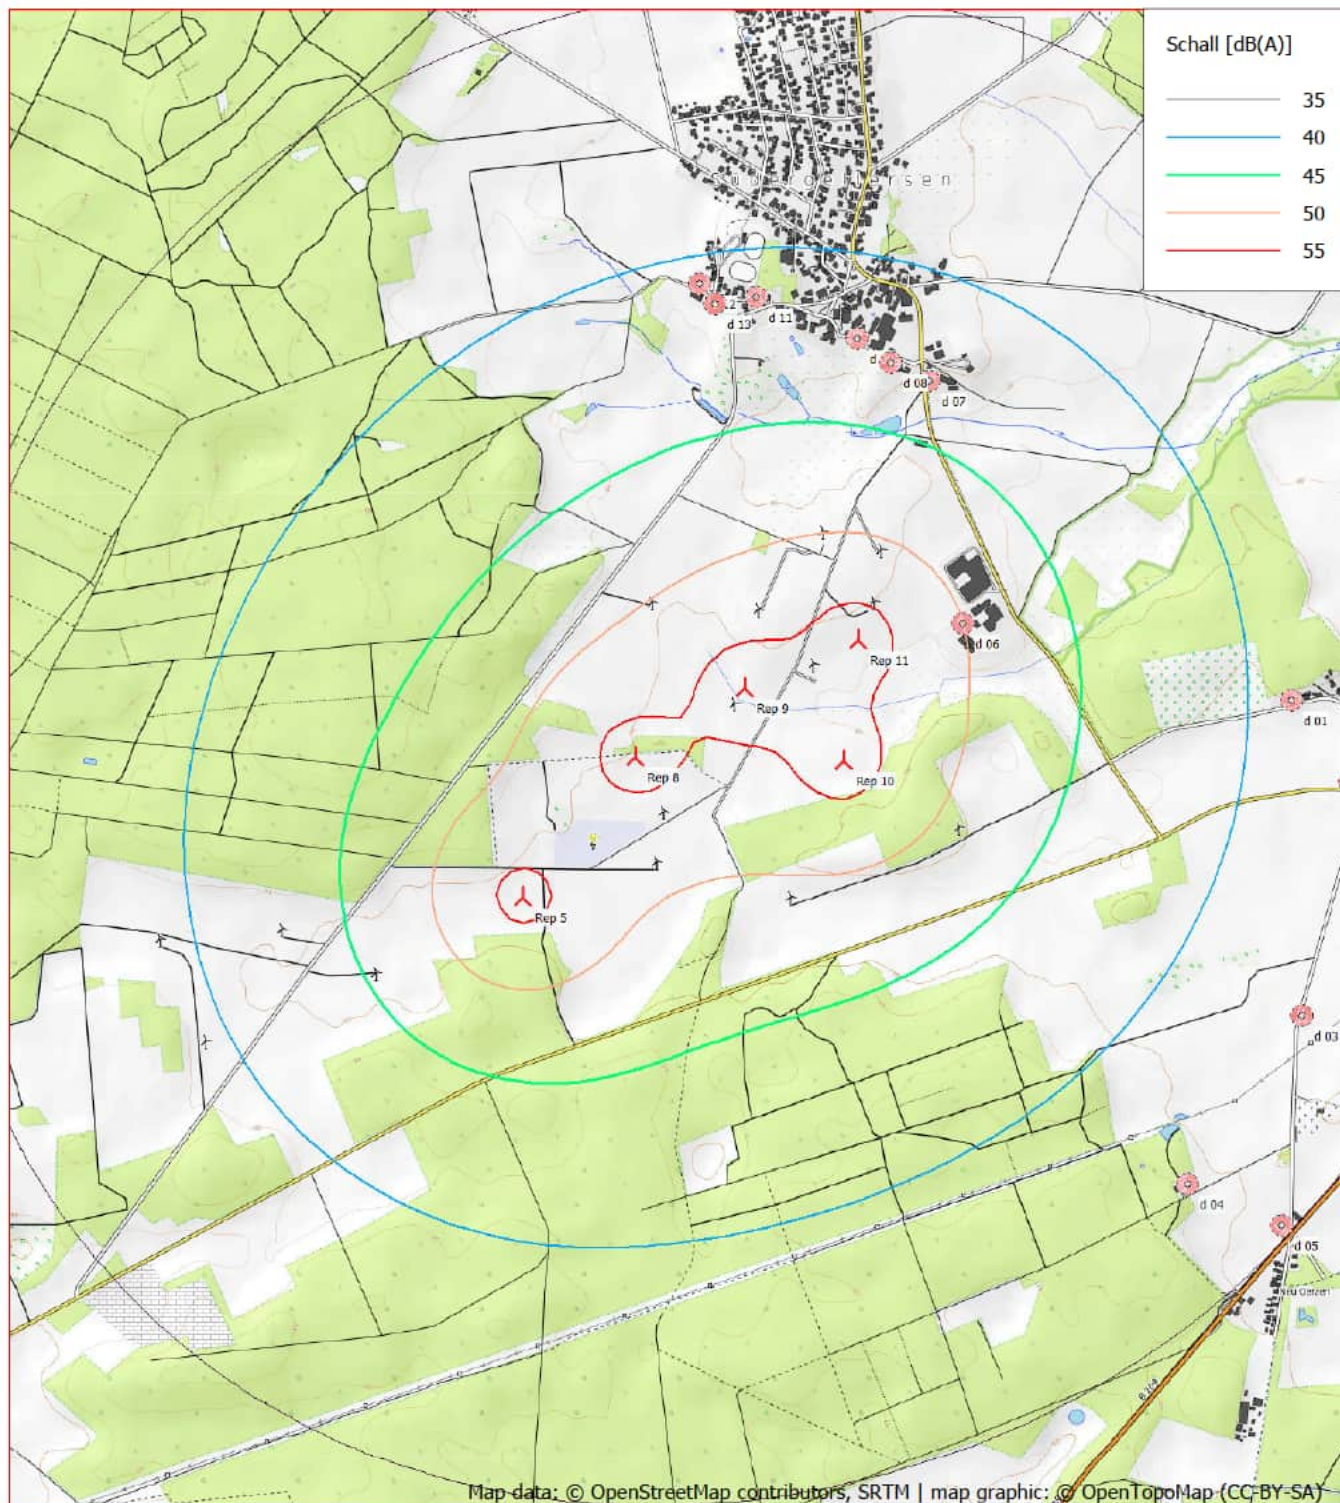 Schall [dB(A)]
35
40
45
50
55
d 11
d 13
d 08
d 07
d 06
Rep 11
Rep 9
d 01
Rep 8
Rep 10
Rep 5
d 03
d 04
d 05
Map data: © OpenStreetMap contributors, SRTM | map graphic: © OpenTopoMap (CC-BY-SA)